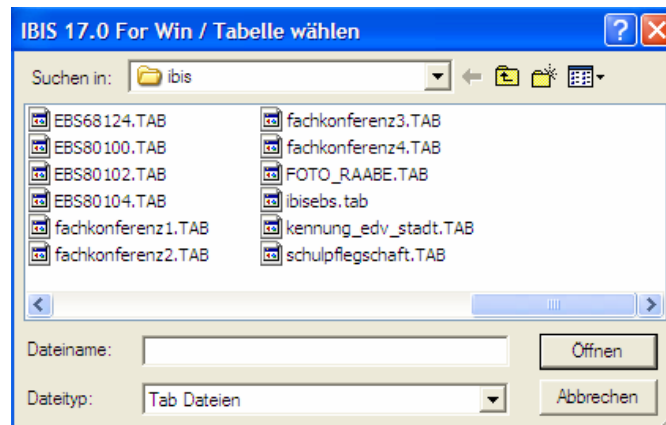 IBIS 17.0 For Win / Tabelle wählen
Suchen in: ibis
EBS68124.TAB
EBS80100.TAB
EBS80102.TAB
EBS80104.TAB
fachkonferenz1.TAB
fachkonferenz2.TAB
fachkonferenz3.TAB
fachkonferenz4.TAB
FOTO_RAABE.TAB
ibisebs.tab
kennung_edv_stadt.TAB
schulpflegschaft.TAB
Dateiname: Öffnen
Dateityp: Tab Dateien Abbrechen